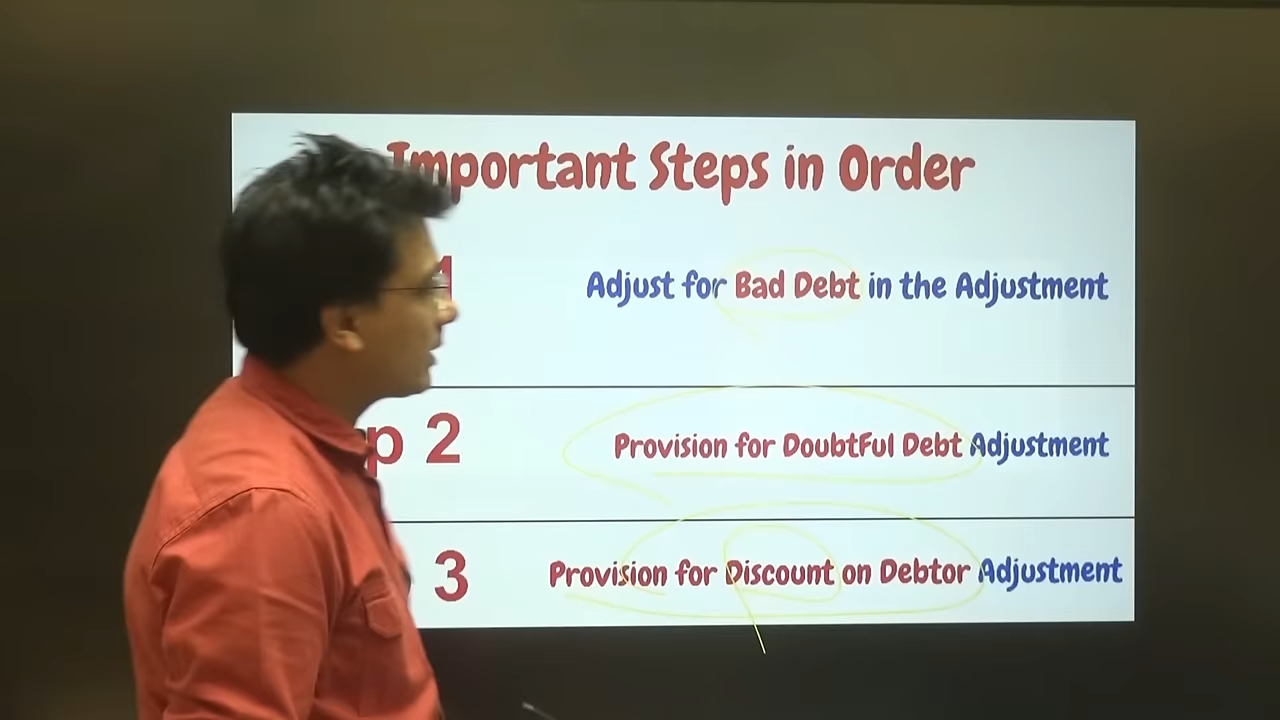 Important Steps in Order
1 Adjust for Bad Debt in the Adjustment
p 2 Provision for DoubtFul Debt Adjustment
3 Provision for Discount on Debtor Adjustment